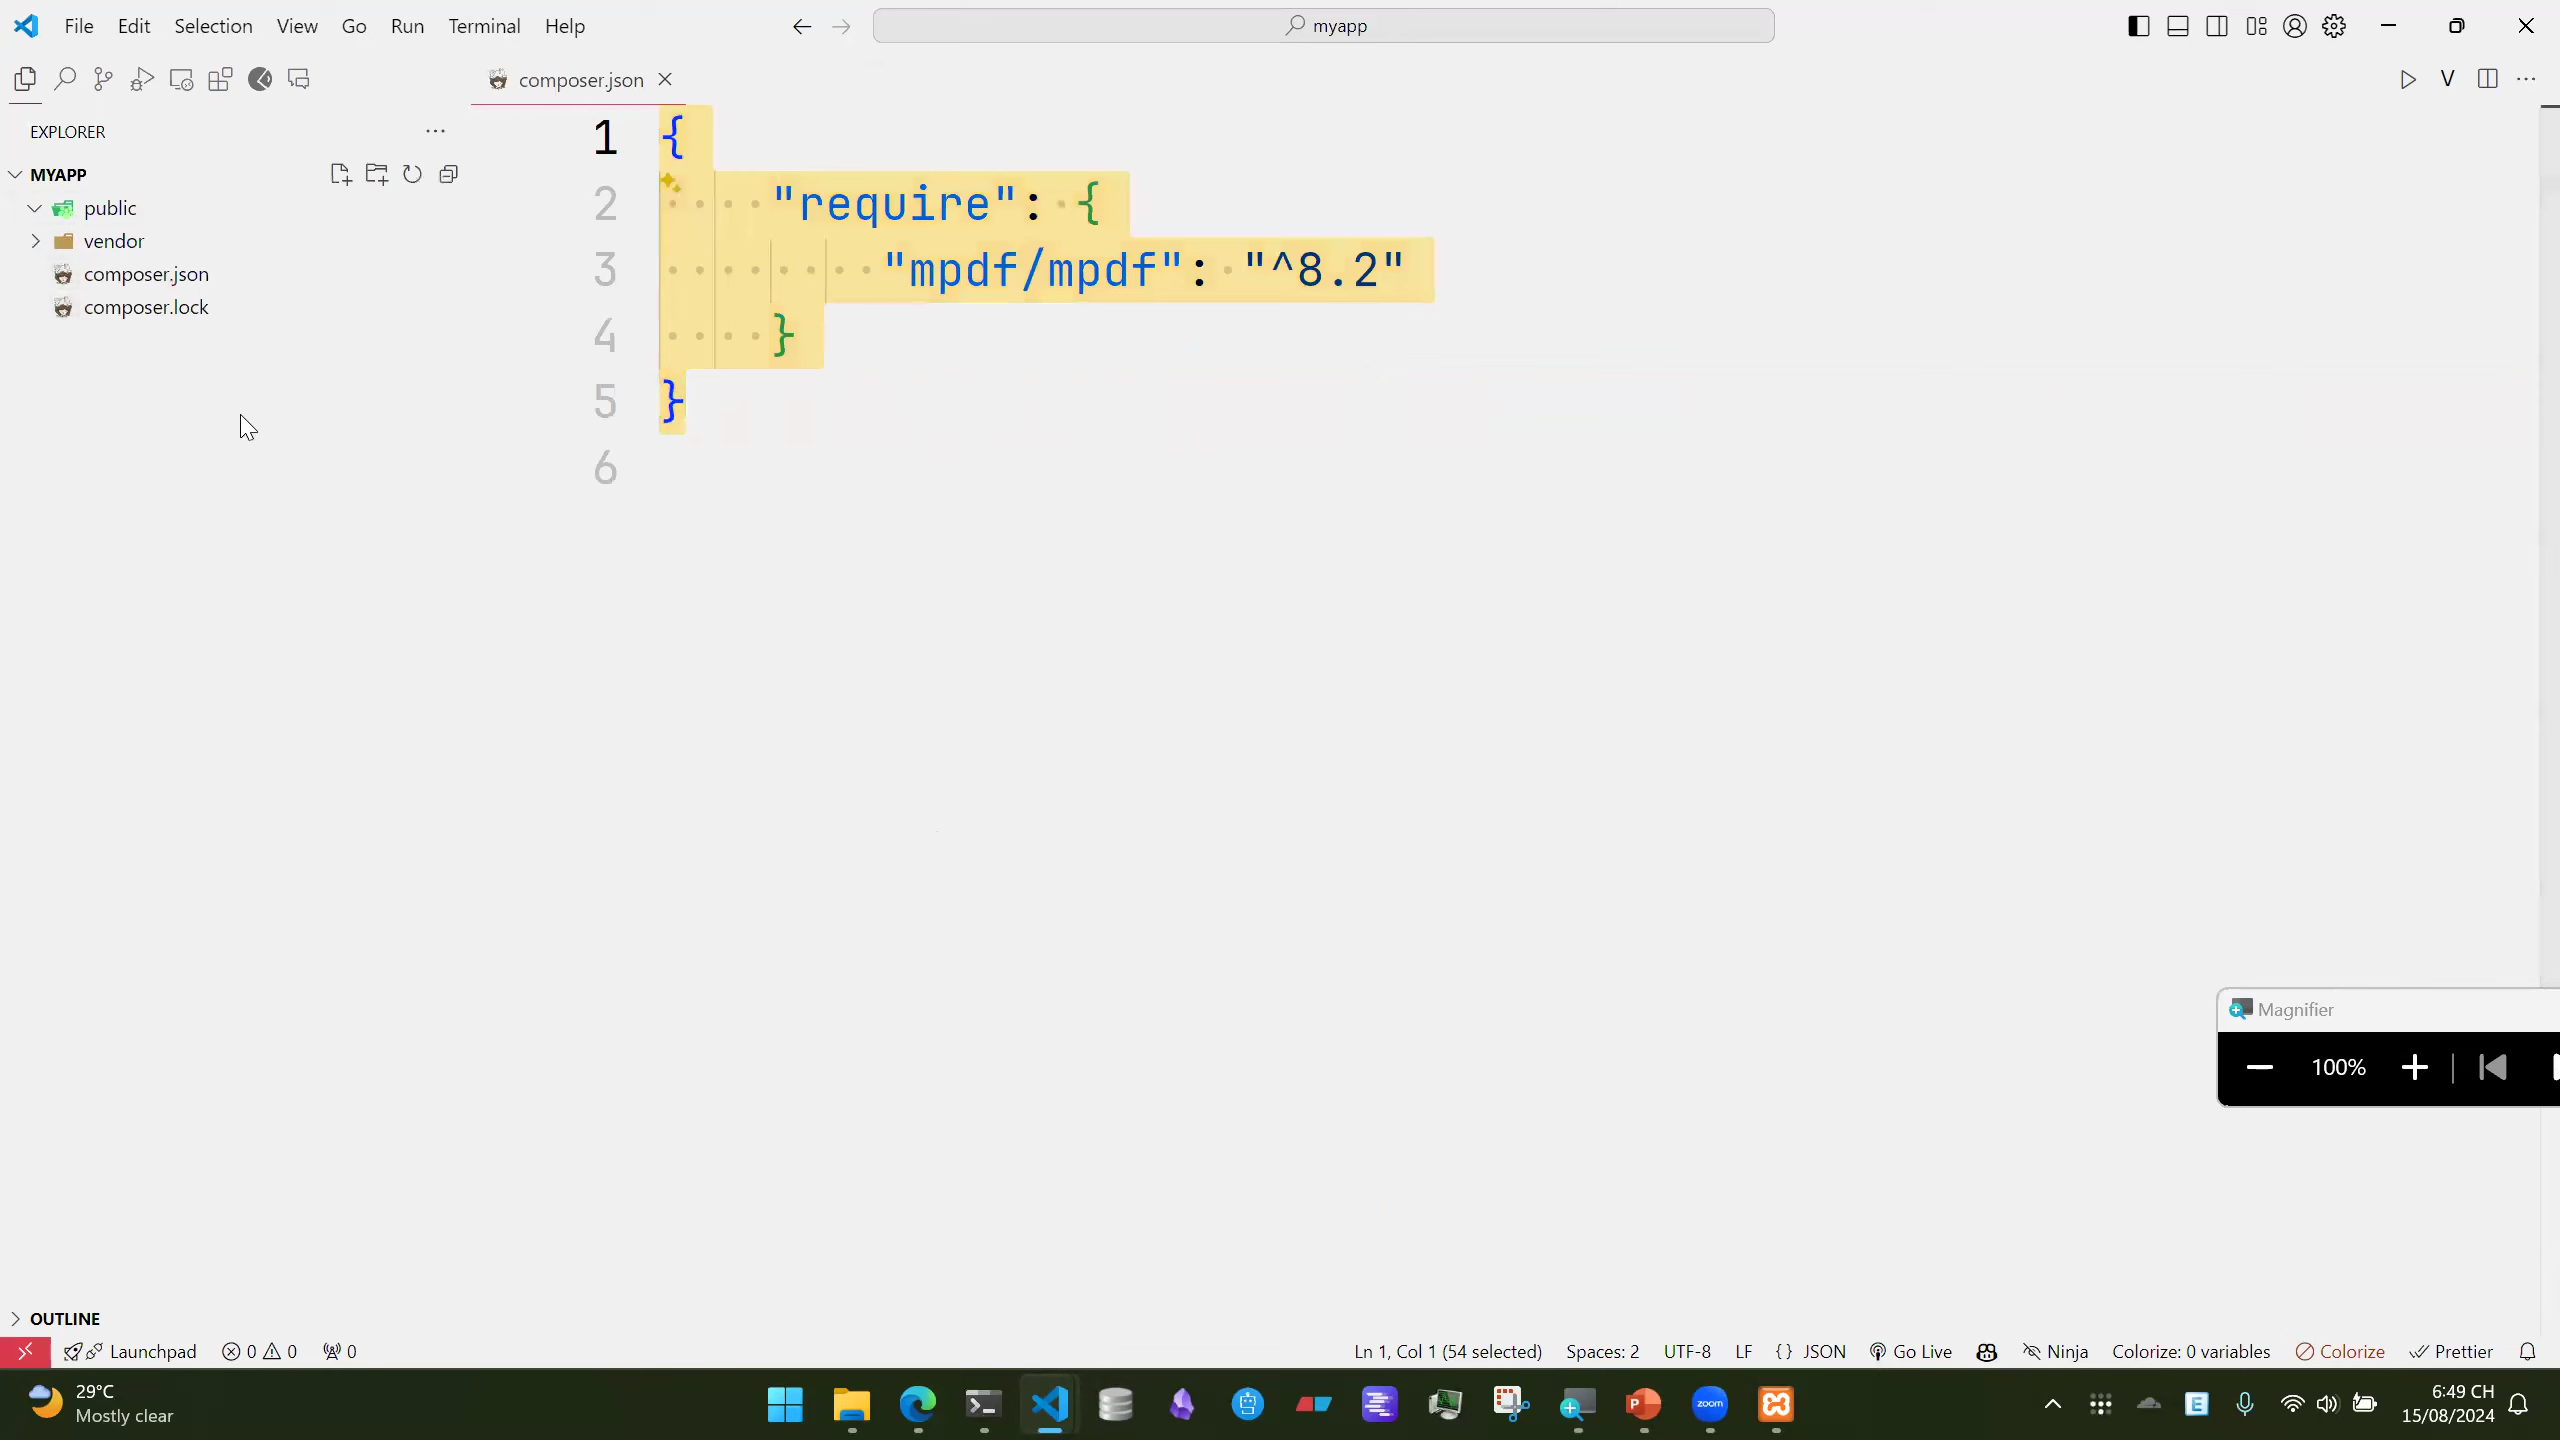 File Edit Selection View Go Run Terminal Help
myapp
composer.json
V
EXPLORER
MYAPP
public
vendor
composer.json
composer.lock
1 {
2 "require": {
3 "mpdf/mpdf": "^8.2"
4 }
5 }
6
Magnifier
100%
OUTLINE
Launchpad 0 0 0
Ln 1, Col 1 (54 selected) Spaces: 2 UTF-8 LF {} JSON Go Live Ninja Colorize: 0 variables Colorize Prettier
29°C
Mostly clear
zoom
E
6:49 CH
15/08/2024